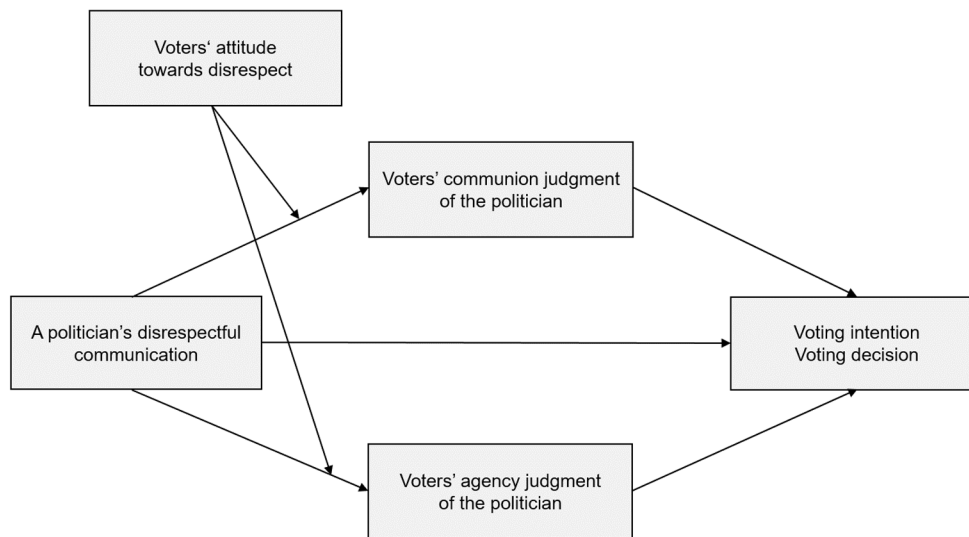 Voters‘ attitude
towards disrespect
Voters’ communion judgment
of the politician
A politician’s disrespectful
communication
Voting intention
Voting decision
Voters’ agency judgment
of the politician